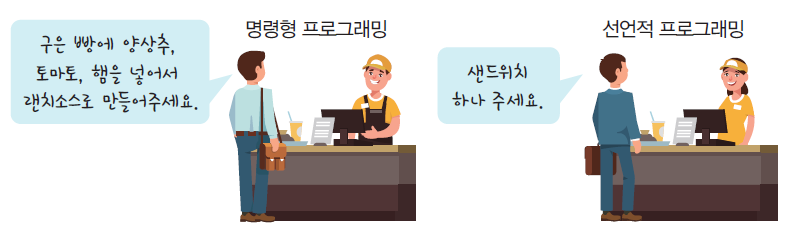 명령형 프로그래밍
구운 빵에 양상추,
토마토, 햄을 넣어서
랜치소스로 만들어주세요.
선언적 프로그래밍
샌드위치
하나 주세요.